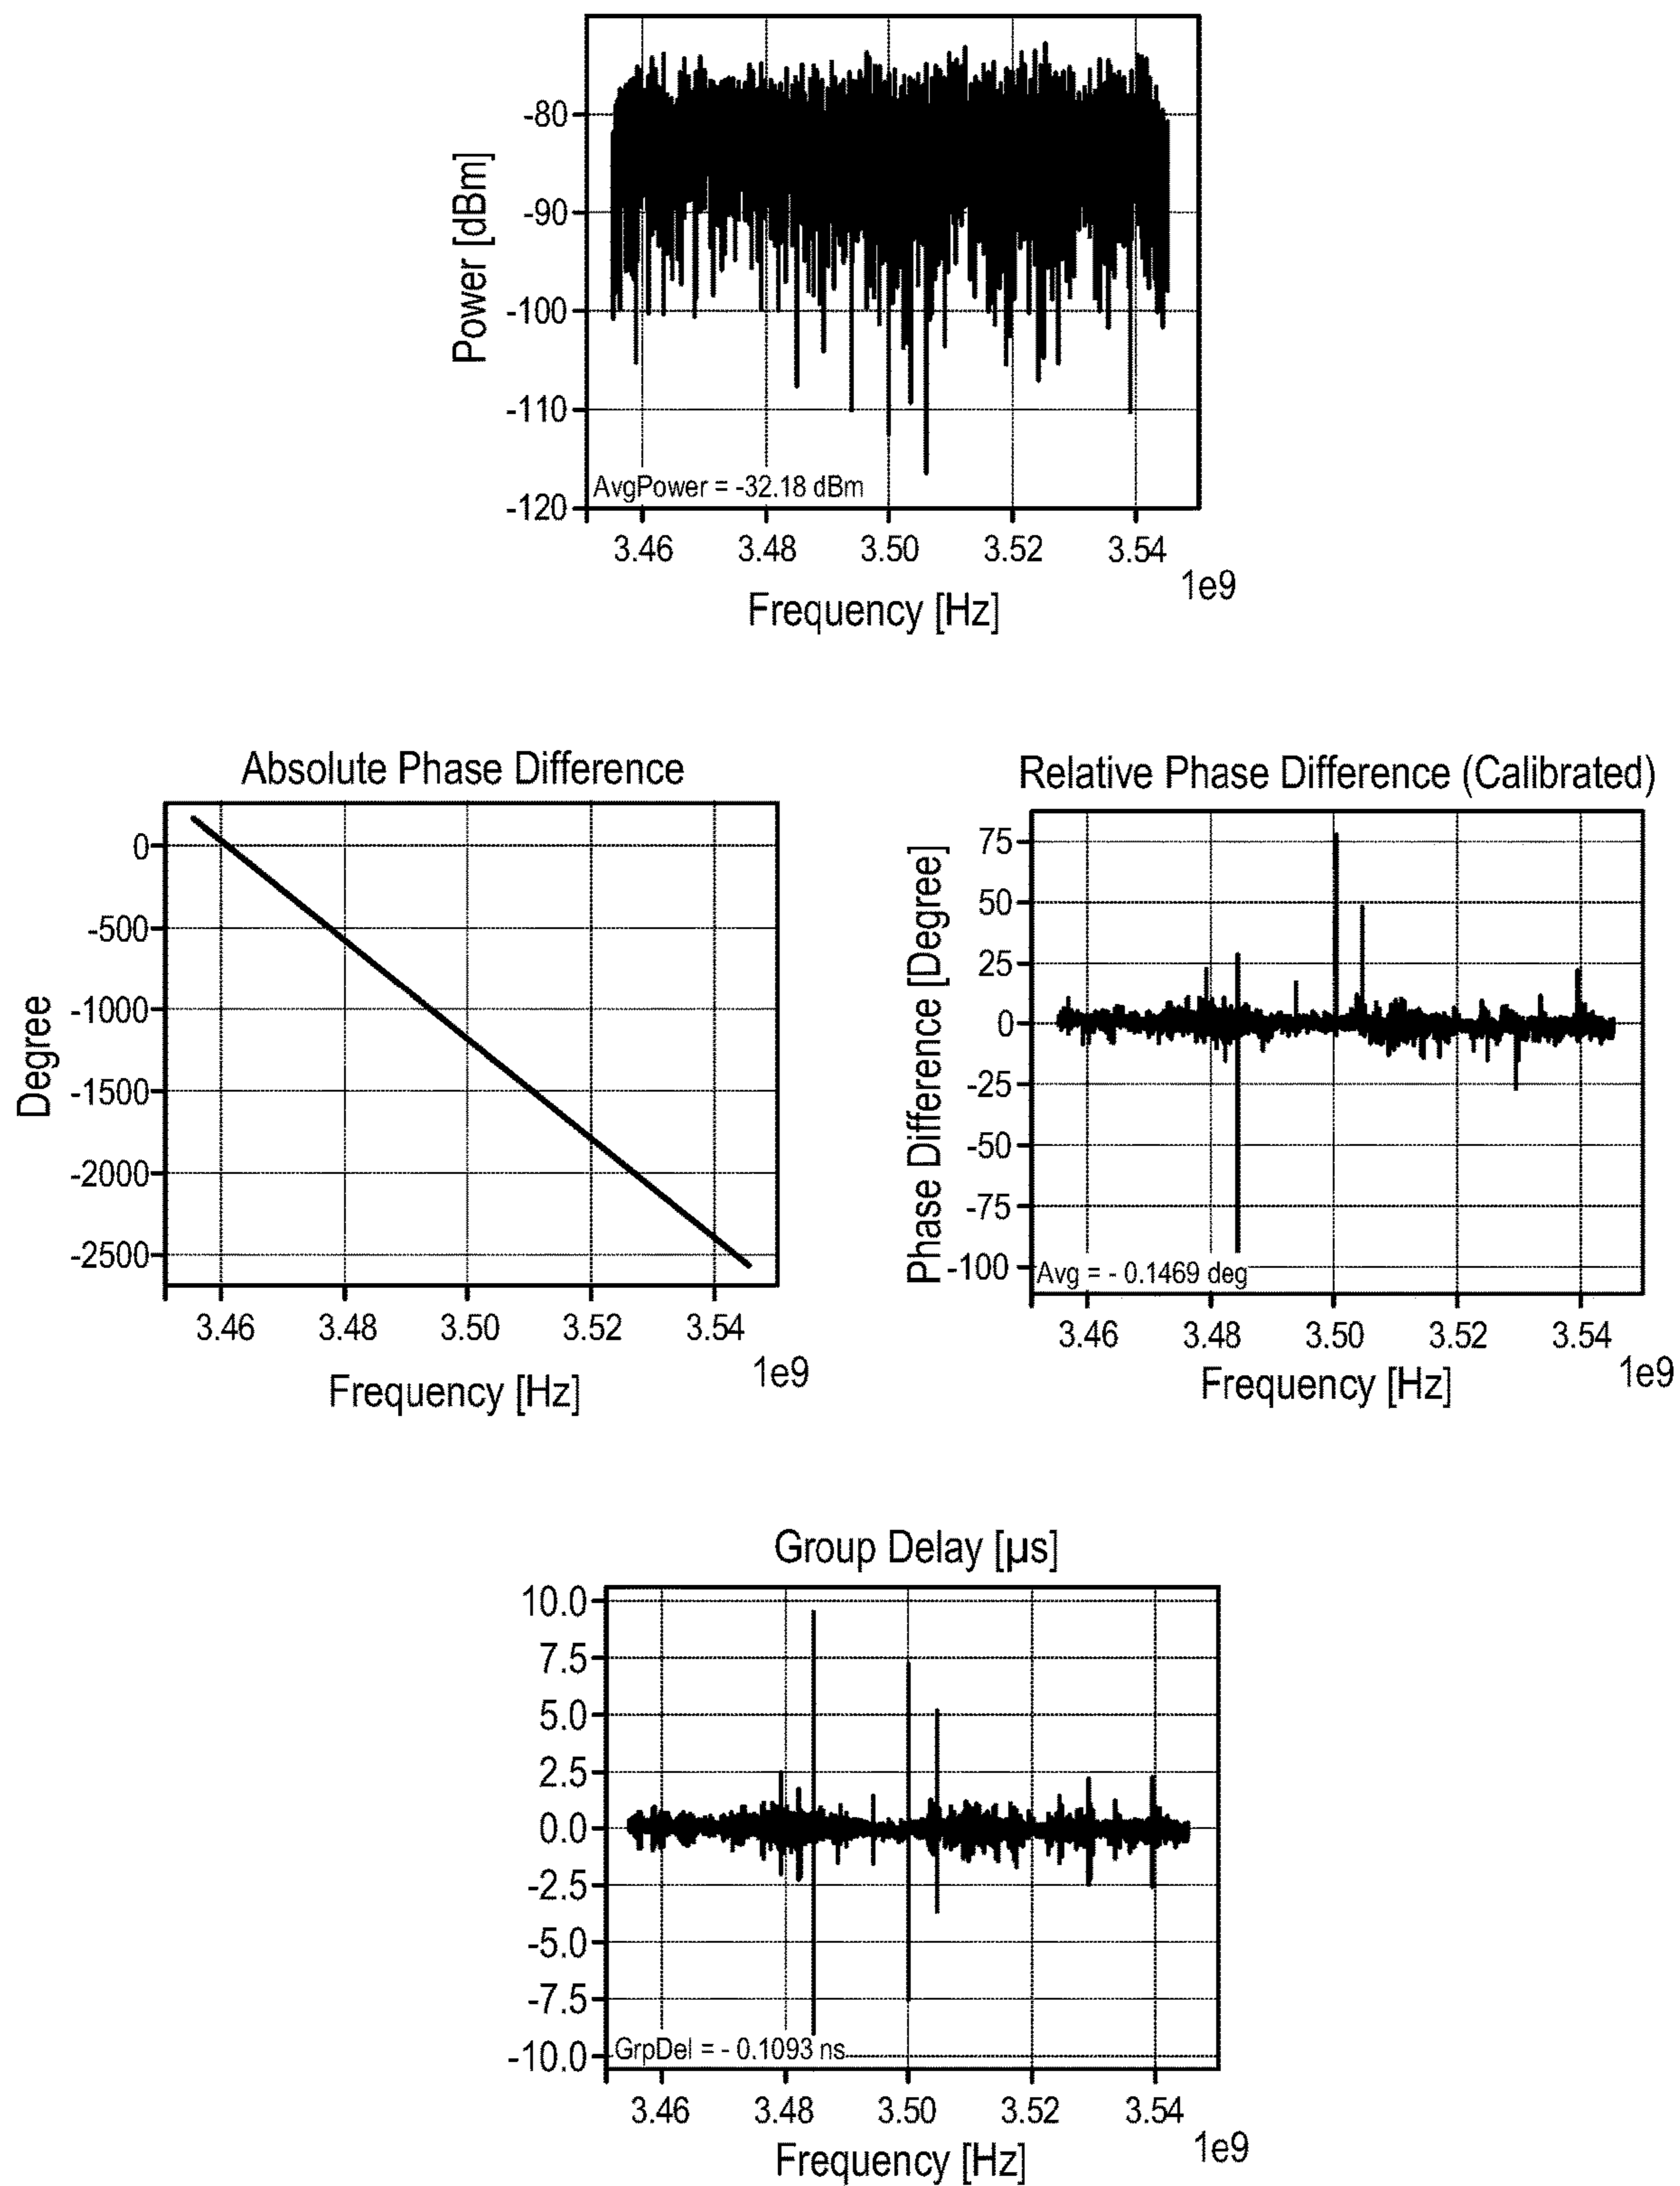 Power [dBm]
-80
-90
-100
-110
-120
AvgPower = -32.18 dBm
3.46 3.48 3.50 3.52 3.54
1e9
Frequency [Hz]
Absolute Phase Difference
Degree
0
-500
-1000
-1500
-2000
-2500
3.46 3.48 3.50 3.52 3.54
1e9
Frequency [Hz]
Relative Phase Difference (Calibrated)
Phase Difference [Degree]
75
50
25
0
-25
-50
-75
-100
Avg = - 0.1469 deg
3.46 3.48 3.50 3.52 3.54
1e9
Frequency [Hz]
Group Delay [µs]
10.0
7.5
5.0
2.5
0.0
-2.5
-5.0
-7.5
-10.0
GrpDel = - 0.1093 ns
3.46 3.48 3.50 3.52 3.54
1e9
Frequency [Hz]